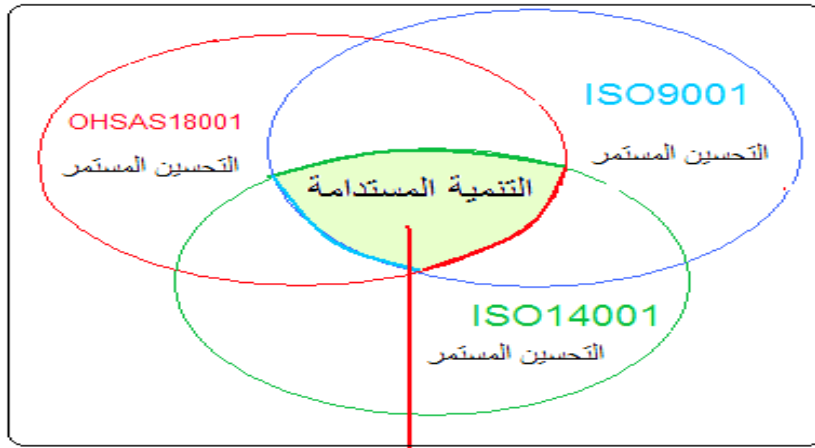 ISO9001
التحسين المستمر
OHSAS18001
التحسين المستمر
التنمية المستدامة
ISO14001
التحسين المستمر